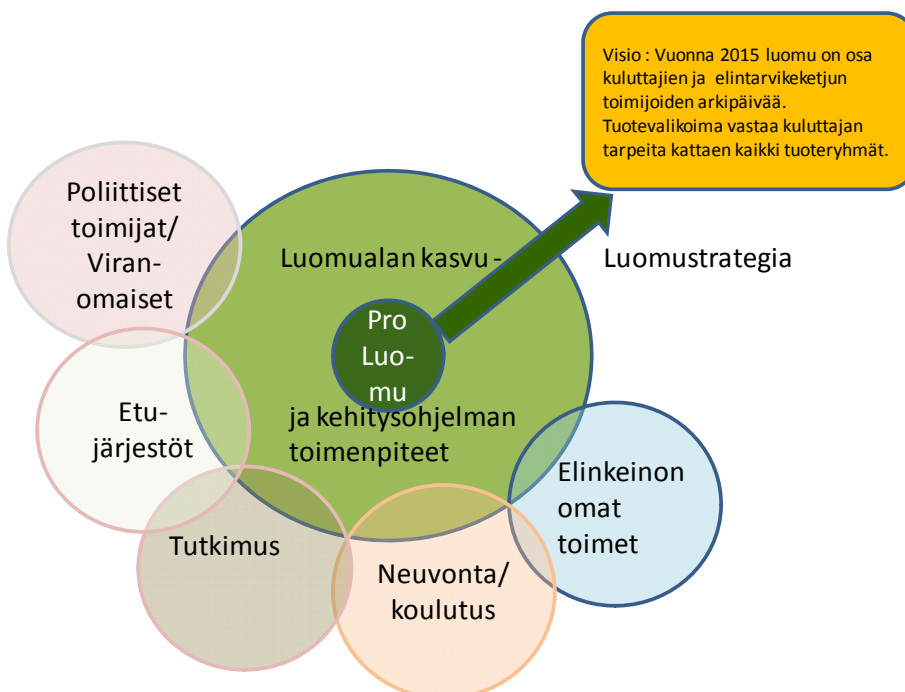 Visio : Vuonna 2015 luomu on osa
kuluttajien ja elintarvikeketjun
toimijoiden arkipäivää.
Tuotevalikoima vastaa kuluttajan
tarpeita kattaen kaikki tuoteryhmät.
Poliittiset
toimijat/
Viran-
omaiset
Luomualan kasvu -
Luomustrategia
Pro
Luo-
mu
ja kehitysohjelman
toimenpiteet
Etu-
järjestöt
Tutkimus
Neuvonta/
koulutus
Elinkeinon
omat
toimet